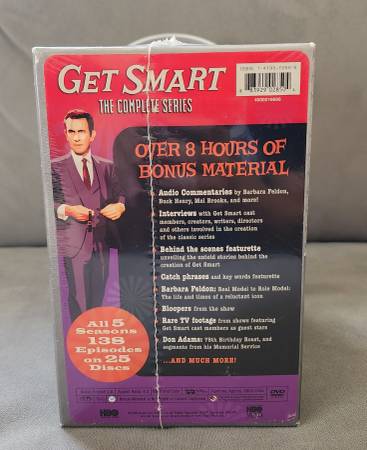 GET SMART
THE COMPLETE SERIES
OVER 8 HOURS OF
BONUS MATERIAL
Audio Commentaries by Barbara Feldon,
Buck Henry, Mel Brooks, and more!
Interviews with Get Smart cast
members, creators, writers, directors
and others involved in the creation
of the classic series
Behind the scenes featurette
unveiling the untold stories behind the
creation of Get Smart
Catch phrases and key words featurette
Barbara Feldon: Real Model to Role Model:
The life and times of a reluctant icon
Bloopers from the show
Rare TV footage from shows featuring
Get Smart cast members as guest stars
Don Adams: 75th Birthday Roast, and
segments from his Memorial Service
...AND MUCH MORE!
All 5
Seasons
138
Episodes
on 25
Discs
HBO
DVD
HBO